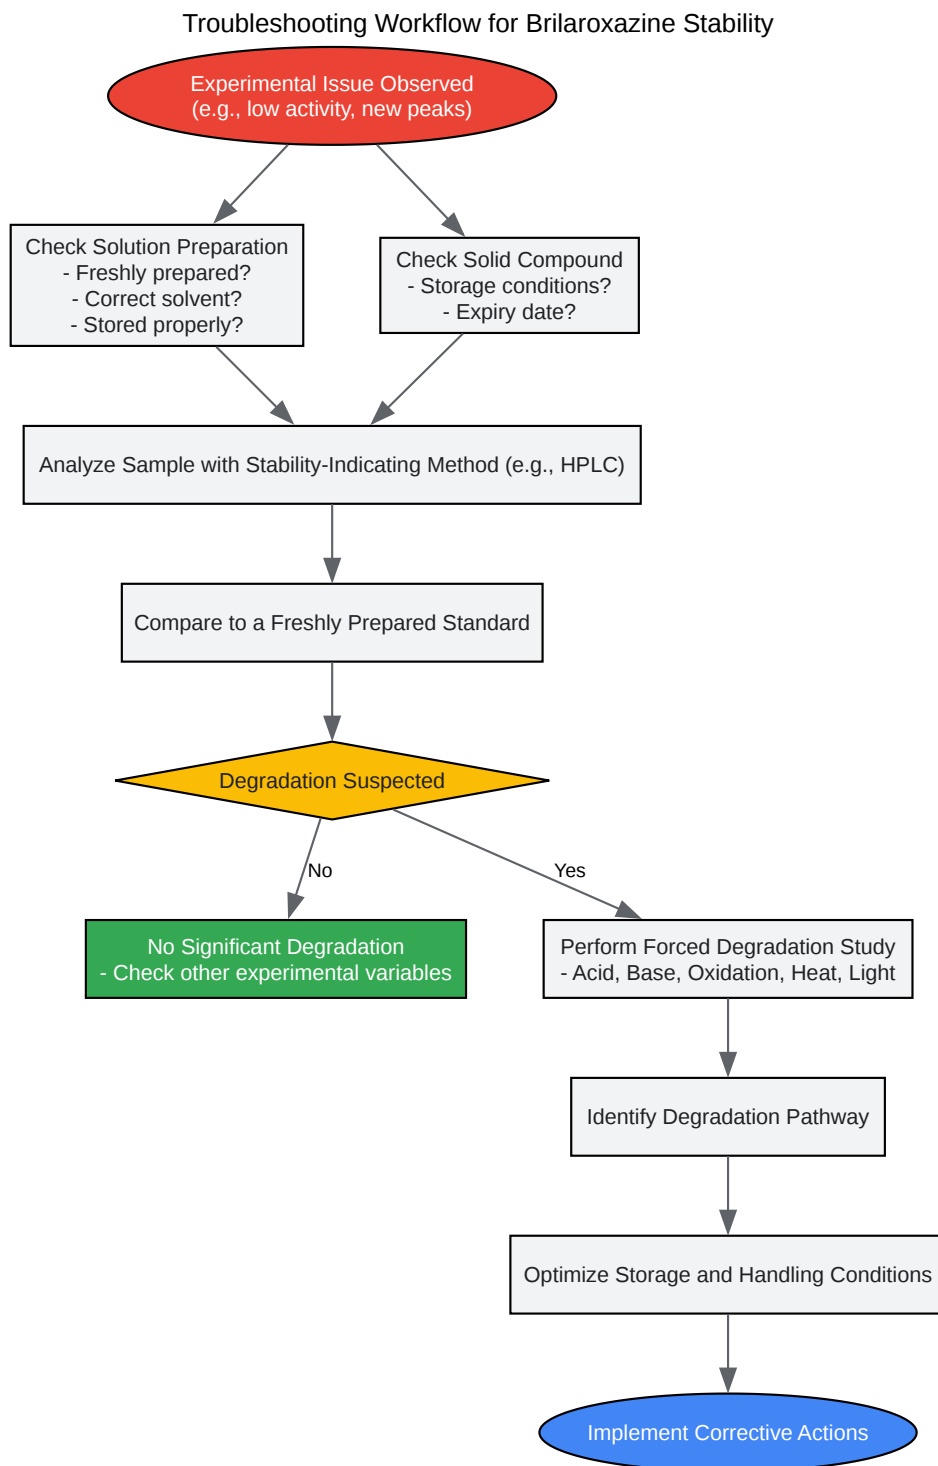 Troubleshooting Workflow for Brilaroxazine Stability
Experimental Issue Observed
(e.g., low activity, new peaks)
Check Solution Preparation
- Freshly prepared?
- Correct solvent?
- Stored properly?
Check Solid Compound
- Storage conditions?
- Expiry date?
Analyze Sample with Stability-Indicating Method (e.g., HPLC)
Compare to a Freshly Prepared Standard
Degradation Suspected
No
Yes
No Significant Degradation
- Check other experimental variables
Perform Forced Degradation Study
- Acid, Base, Oxidation, Heat, Light
Identify Degradation Pathway
Optimize Storage and Handling Conditions
Implement Corrective Actions